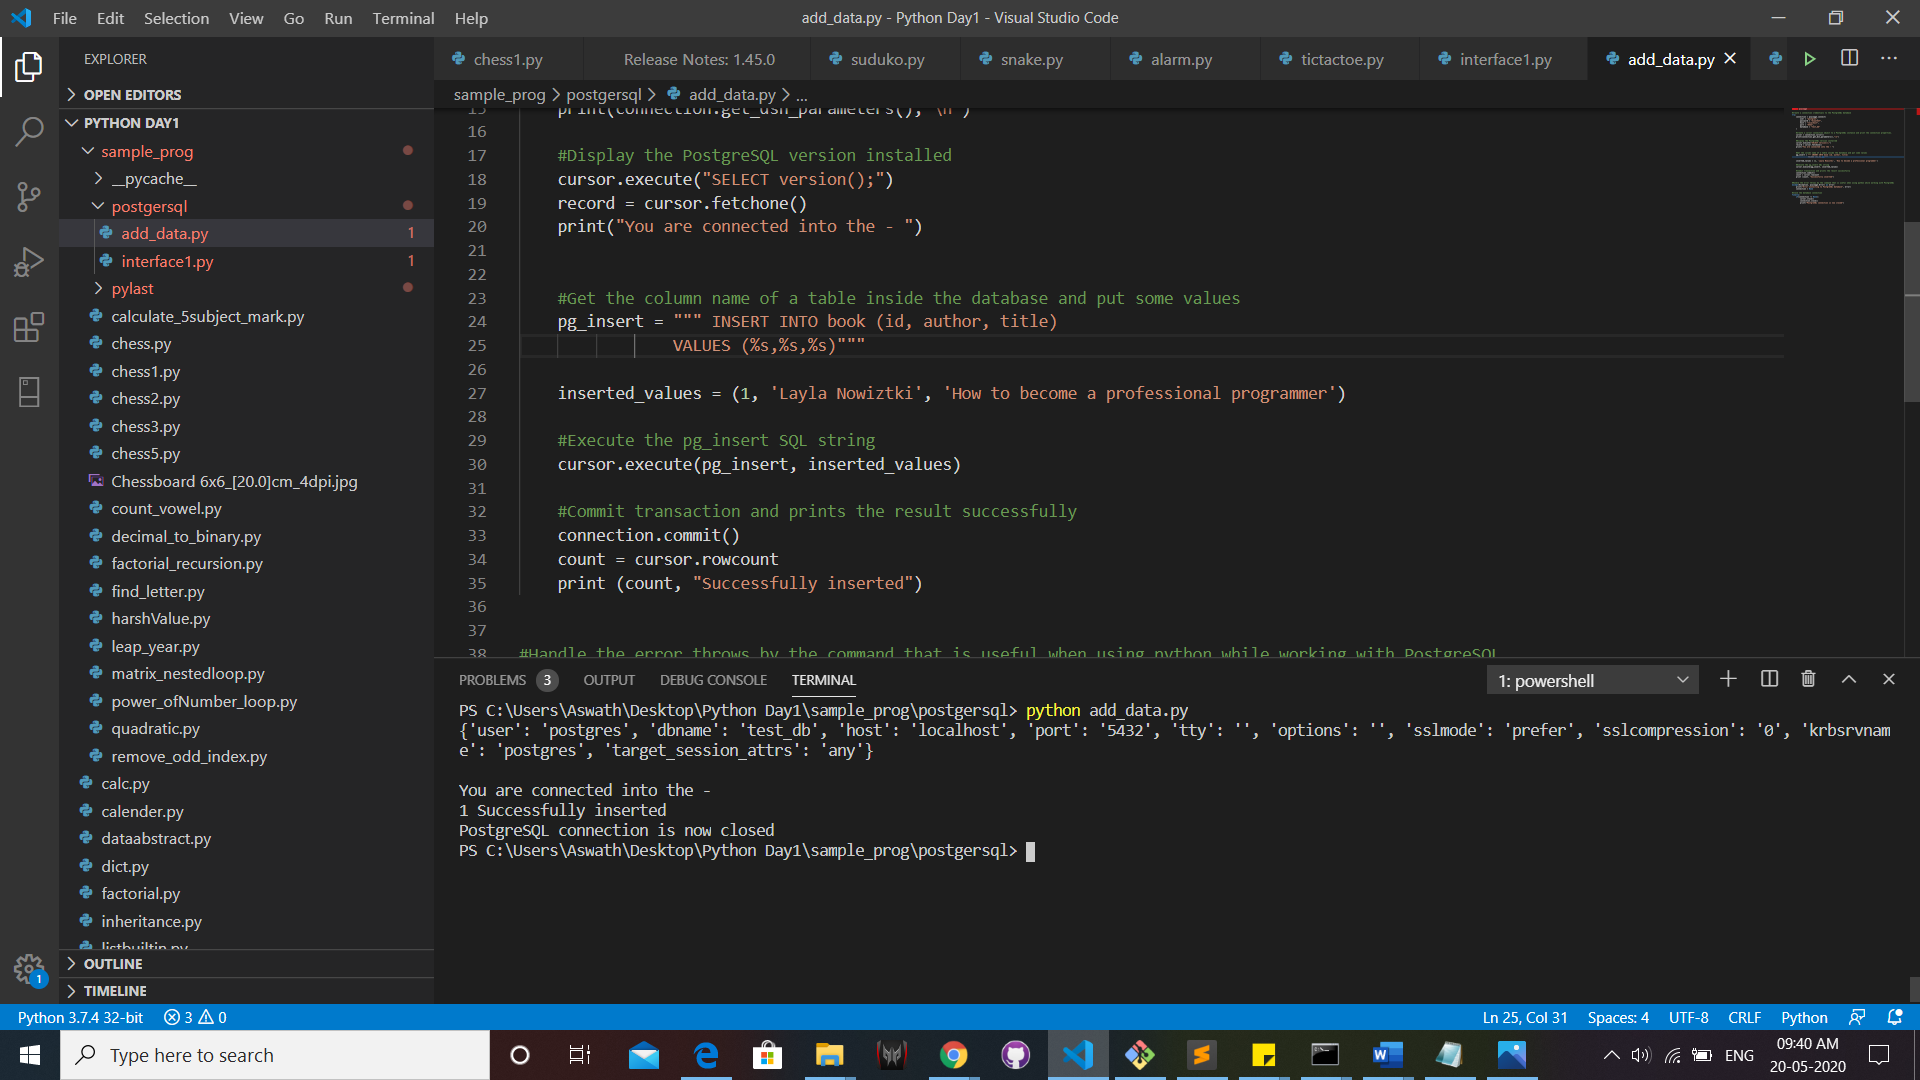 File Edit Selection View Go Run Terminal Help
add_data.py - Python Day1 - Visual Studio Code
EXPLORER
OPEN EDITORS
PYTHON DAY1
sample_prog
__pycache__
postgersql
add_data.py 1
interface1.py 1
pylast
calculate_5subject_mark.py
chess.py
chess1.py
chess2.py
chess3.py
chess5.py
Chessboard 6x6_[20.0]cm_4dpi.jpg
count_vowel.py
decimal_to_binary.py
factorial_recursion.py
find_letter.py
harshValue.py
leap_year.py
matrix_nestedloop.py
power_ofNumber_loop.py
quadratic.py
remove_odd_index.py
calc.py
calender.py
dataabstract.py
dict.py
factorial.py
inheritance.py
listbuiltin.py
OUTLINE
TIMELINE
chess1.py Release Notes: 1.45.0 suduko.py snake.py alarm.py tictactoe.py interface1.py add_data.py
sample_prog > postgersql > add_data.py > ...
15 print(connection.get_dsn_parameters(), "\n")
16
17 #Display the PostgreSQL version installed
18 cursor.execute("SELECT version();")
19 record = cursor.fetchone()
20 print("You are connected into the - ")
21
22
23 #Get the column name of a table inside the database and put some values
24 pg_insert = """ INSERT INTO book (id, author, title)
25 VALUES (%s,%s,%s)"""
26
27 inserted_values = (1, 'Layla Nowiztki', 'How to become a professional programmer')
28
29 #Execute the pg_insert SQL string
30 cursor.execute(pg_insert, inserted_values)
31
32 #Commit transaction and prints the result successfully
33 connection.commit()
34 count = cursor.rowcount
35 print (count, "Successfully inserted")
36
37
38 #Handle the error throws by the command that is useful when using python while working with PostgreSQL
PROBLEMS 3 OUTPUT DEBUG CONSOLE TERMINAL
1: powershell
PS C:\Users\Aswath\Desktop\Python Day1\sample_prog\postgersql> python add_data.py
{'user': 'postgres', 'dbname': 'test_db', 'host': 'localhost', 'port': '5432', 'tty': '', 'options': '', 'sslmode': 'prefer', 'sslcompression': '0', 'krbsrvnam
e': 'postgres', 'target_session_attrs': 'any'}
You are connected into the -
1 Successfully inserted
PostgreSQL connection is now closed
PS C:\Users\Aswath\Desktop\Python Day1\sample_prog\postgersql>
1
Python 3.7.4 32-bit 3 0
Ln 25, Col 31 Spaces: 4 UTF-8 CRLF Python
Type here to search
ENG
09:40 AM
20-05-2020